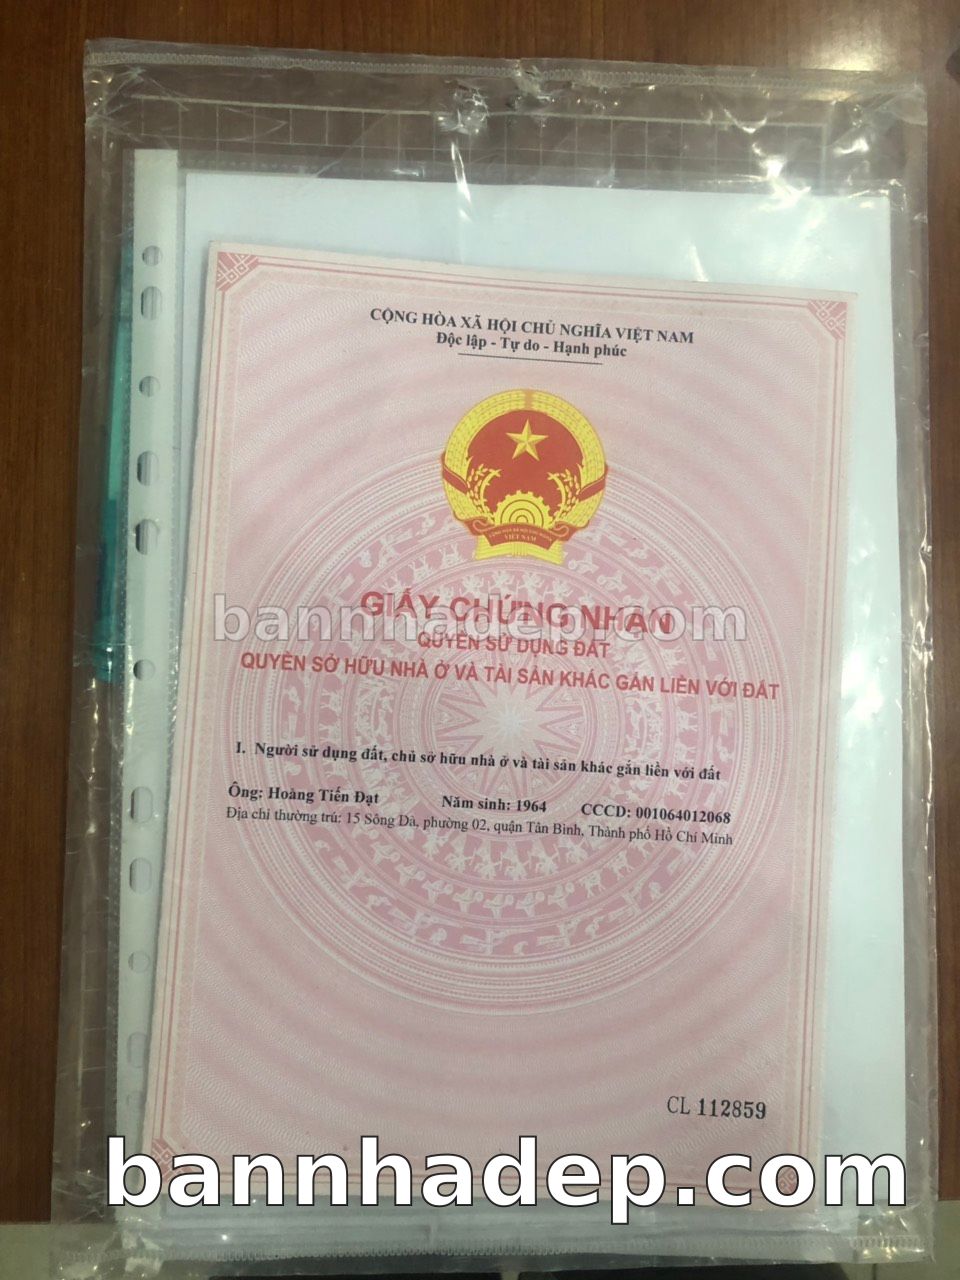 CỘNG HÒA XÃ HỘI CHỦ NGHĨA VIỆT NAM
Độc lập - Tự do - Hạnh phúc
VIỆT NAM
GIẤY CHỨNG NHẬN
bannhadep.com
QUYỀN SỬ DỤNG ĐẤT
QUYỀN SỞ HỮU NHÀ Ở VÀ TÀI SẢN KHÁC GẮN LIỀN VỚI ĐẤT
I. Người sử dụng đất, chủ sở hữu nhà ở và tài sản khác gắn liền với đất
Ông: Hoàng Tiến Đạt Năm sinh: 1964 CCCD: 001064012068
Địa chỉ thường trú: 15 Sông Đà, phường 02, quận Tân Bình, Thành phố Hồ Chí Minh
CL 112859
bannhadep.com